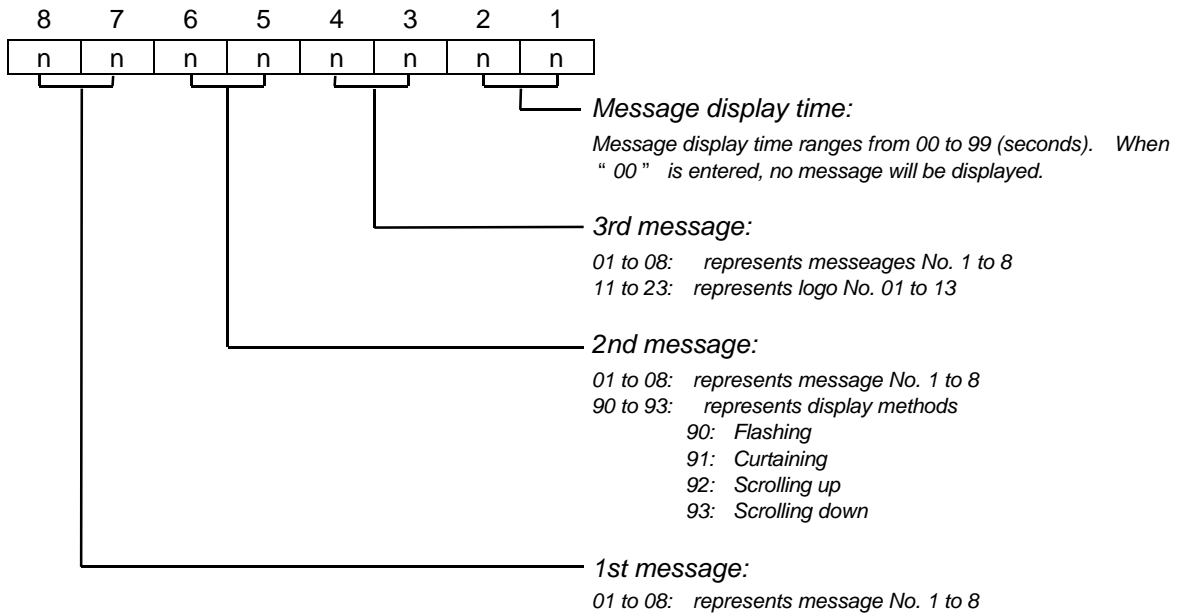 8 7 6 5 4 3 2 1
n n n n n n n n
Message display time:
Message display time ranges from 00 to 99 (seconds). When
“ 00 ” is entered, no message will be displayed.
3rd message:
01 to 08: represents messeages No. 1 to 8
11 to 23: represents logo No. 01 to 13
2nd message:
01 to 08: represents message No. 1 to 8
90 to 93: represents display methods
90: Flashing
91: Curtaining
92: Scrolling up
93: Scrolling down
1st message:
01 to 08: represents message No. 1 to 8